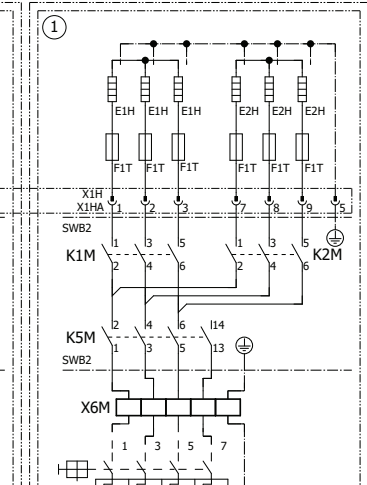 1
E1H E1H E1H E2H E2H E2H
F1T F1T F1T F1T F1T F1T
X1H
X1HA 1 2 3 7 8 9 5
SWB2
1 3 5 1 3 5
K1M K2M
2 4 6 2 4 6
2 4 6 14
K5M
1 3 5 13
SWB2
X6M
1 3 5 7